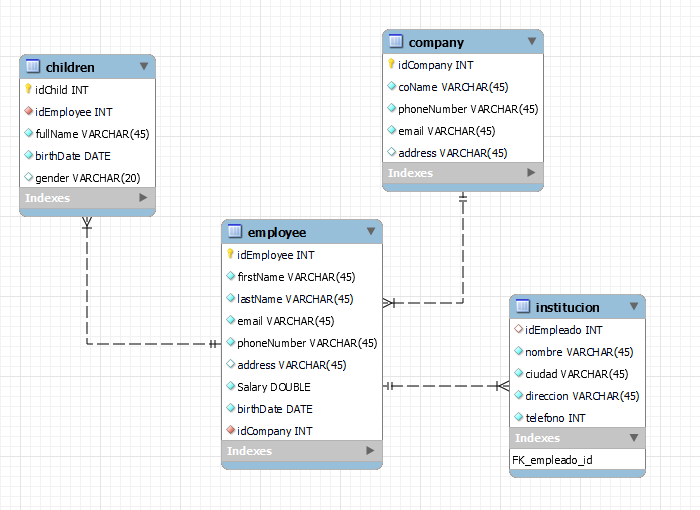 children
idChild INT
idEmployee INT
fullName VARCHAR(45)
birthDate DATE
gender VARCHAR(20)
Indexes
company
idCompany INT
coName VARCHAR(45)
phoneNumber VARCHAR(45)
email VARCHAR(45)
address VARCHAR(45)
Indexes
employee
idEmployee INT
firstName VARCHAR(45)
lastName VARCHAR(45)
email VARCHAR(45)
phoneNumber VARCHAR(45)
address VARCHAR(45)
Salary DOUBLE
birthDate DATE
idCompany INT
Indexes
institucion
idEmpleado INT
nombre VARCHAR(45)
ciudad VARCHAR(45)
direccion VARCHAR(45)
telefono INT
Indexes
FK_empleado_id